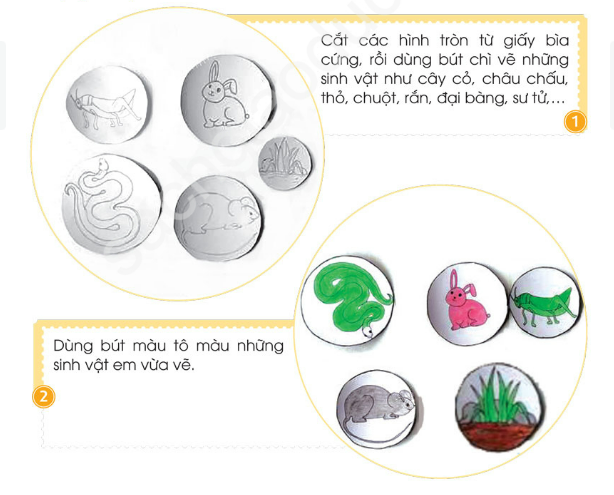 Cắt các hình tròn từ giấy bìa
cứng, rồi dùng bút chì vẽ những
sinh vật như cây cỏ, châu chấu,
thỏ, chuột, rắn, đại bàng, sư tử,...
1
Dùng bút màu tô màu những
sinh vật em vừa vẽ.
2